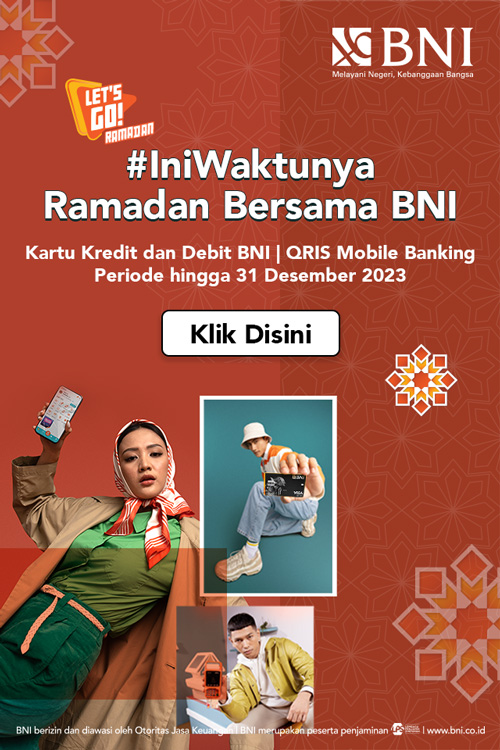 BNI
Melayani Negeri, Kebanggaan Bangsa
LET'S
GO!
RAMADAN
#IniWaktunya
Ramadan Bersama BNI
Kartu Kredit dan Debit BNI | QRIS Mobile Banking
Periode hingga 31 Desember 2023
Klik Disini
VISA
BNI berizin dan diawasi oleh Otoritas Jasa Keuangan | BNI merupakan peserta penjaminan LPS | www.bni.co.id